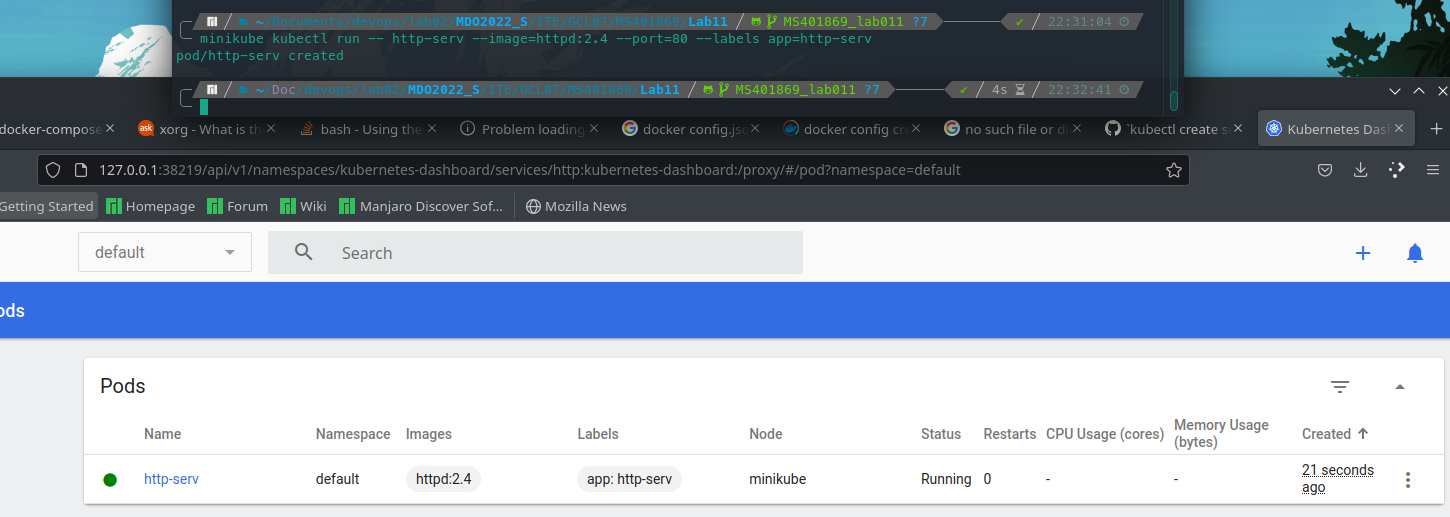 ~/Documents/devops/lab02/MDO2022_S/ITE/GCL07/MS401869/Lab11 MS401869_lab011 ?7 ✔ 22:31:04
minikube kubectl run -- http-serv --image=httpd:2.4 --port=80 --labels app=http-serv
pod/http-serv created
~/Doc/devops/lab02/MDO2022_S/ITE/GCL07/MS401869/Lab11 MS401869_lab011 ?7 ✔ 4s 22:32:41
docker-compose
ask xorg - What is th
bash - Using the
Problem loading
docker config.jso
docker config cr
no such file or di
`kubectl create se
Kubernetes Das
127.0.0.1:38219/api/v1/namespaces/kubernetes-dashboard/services/http:kubernetes-dashboard:/proxy/#/pod?namespace=default
Getting Started Homepage Forum Wiki Manjaro Discover Sof... Mozilla News
default Search
ods
Pods
Name Namespace Images Labels Node Status Restarts CPU Usage (cores) Memory Usage (bytes) Created
http-serv default httpd:2.4 app: http-serv minikube Running 0 - - 21 seconds ago